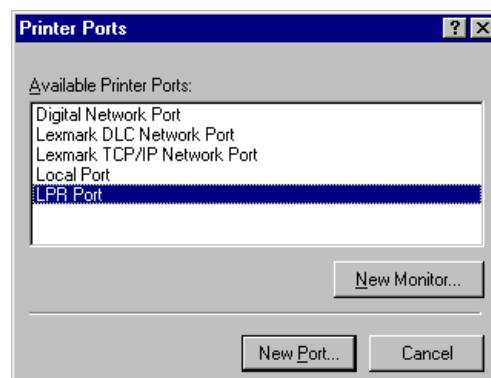 Printer Ports
Available Printer Ports:
Digital Network Port
Lexmark DLC Network Port
Lexmark TCP/IP Network Port
Local Port
LPR Port
New Monitor...
New Port...
Cancel